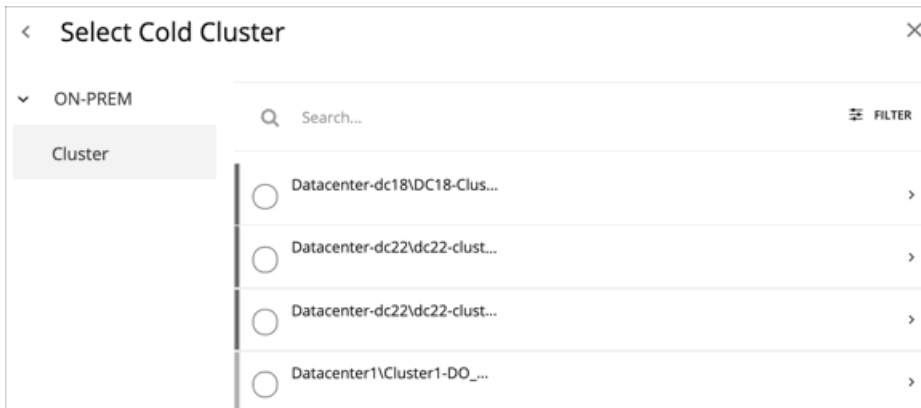 Select Cold Cluster
ON-PREM
Cluster
Search...
FILTER
Datacenter-dc18\DC18-Clus...
Datacenter-dc22\dc22-clust...
Datacenter-dc22\dc22-clust...
Datacenter1\Cluster1-DO_...